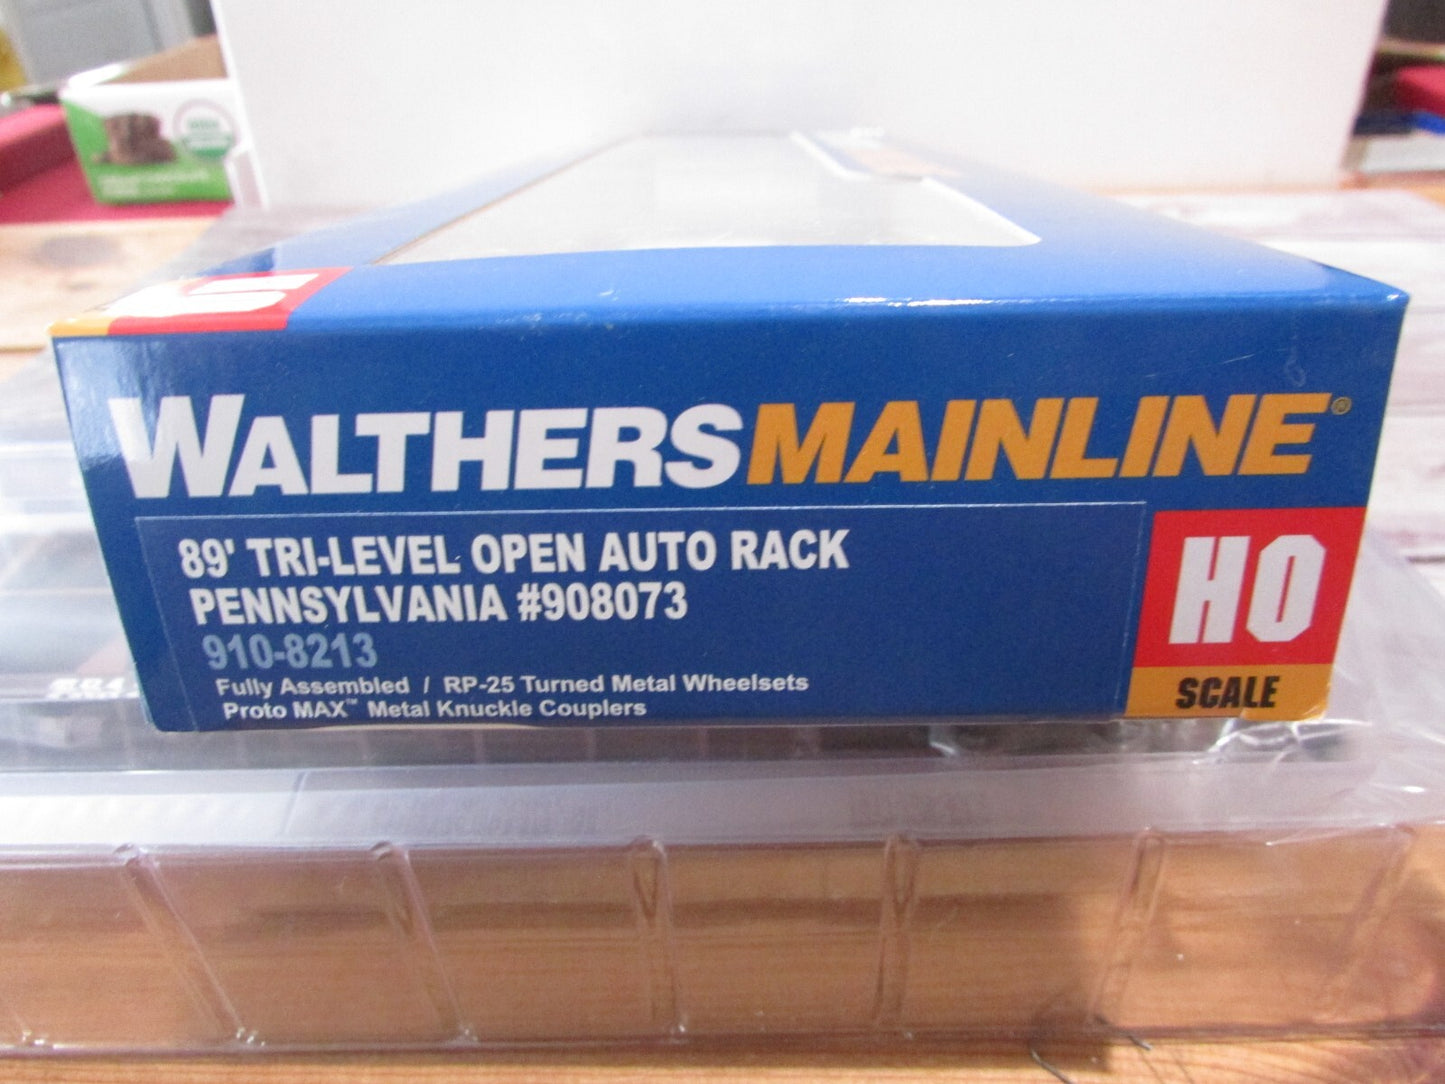 WALTHERSMAINLINE®
89' TRI-LEVEL OPEN AUTO RACK
PENNSYLVANIA #908073
910-8213
Fully Assembled / RP-25 Turned Metal Wheelsets
Proto MAX™ Metal Knuckle Couplers
HO
SCALE